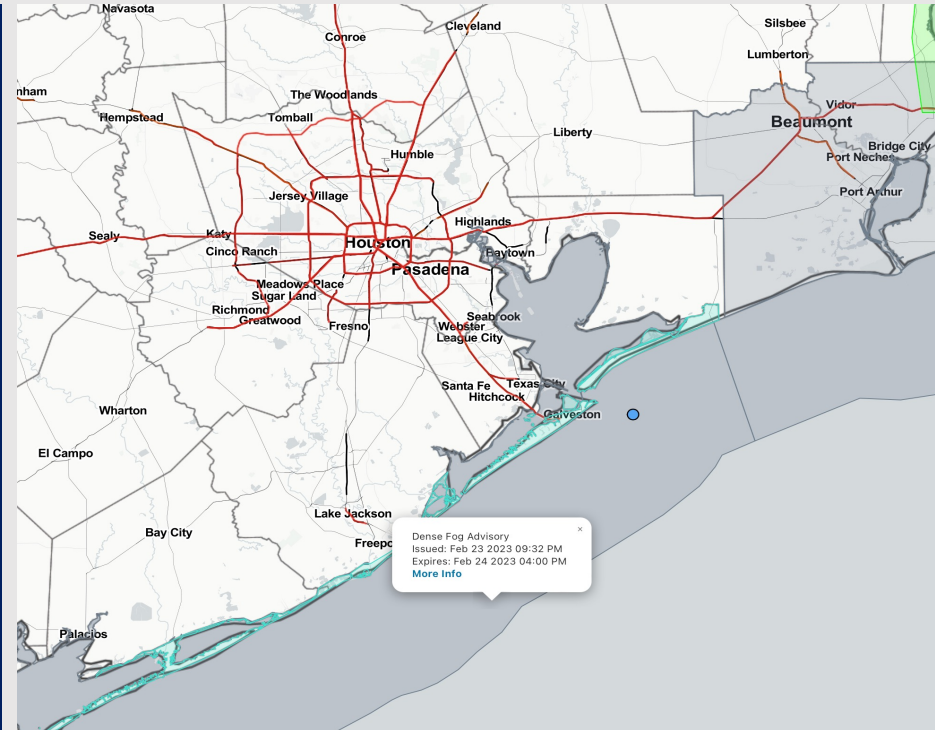 Navasota
Silsbee
Cleveland
Conroe
Lumberton
nham
The Woodlands
Vidor
Hempstead
Tomball
Beaumont
Liberty
Bridge City
Humble
Port Neches
Jersey Village
Port Arthur
Highlands
Sealy
Katy
Houston
Cinco Ranch
Baytown
Pasadena
Meadows Place
Sugar Land
Richmond
Greatwood
Seabrook
Fresno
Webster
League City
Santa Fe
Texas City
Hitchcock
Wharton
Galveston
El Campo
Lake Jackson
Bay City
Freepo
×
Dense Fog Advisory
Issued: Feb 23 2023 09:32 PM
Expires: Feb 24 2023 04:00 PM
More Info
Palacios